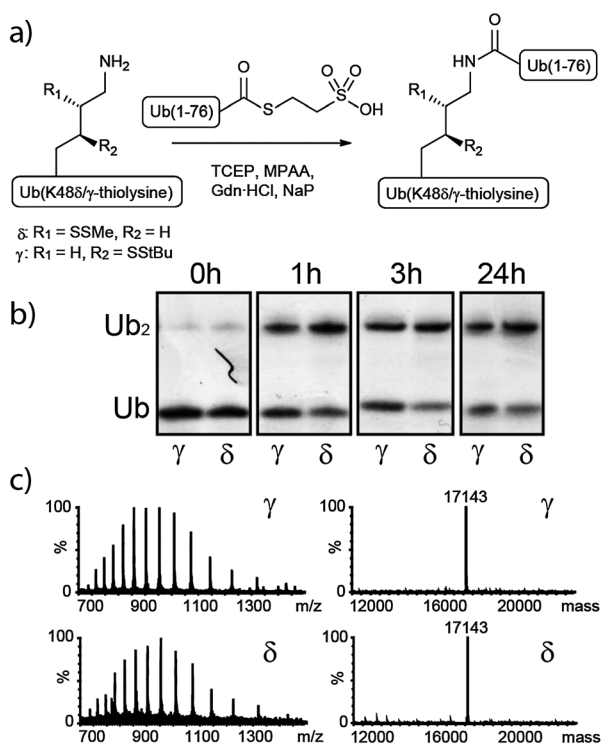 a)
NH₂
R₁
R₂
Ub(K48δ/γ-thiolysine)
Ub(1-76)
O
S
O
O
S
OH
TCEP, MPAA,
Gdn·HCl, NaP
O
HN
Ub(1-76)
R₁
R₂
Ub(K48δ/γ-thiolysine)
δ: R₁ = SSMe, R₂ = H
γ: R₁ = H, R₂ = SStBu
0h 1h 3h 24h
b)
Ub₂
Ub
γ δ γ δ γ δ γ δ
c)
100
%
0
700 900 1100 1300 m/z
γ
17143
100
%
0
12000 16000 20000 mass
γ
100
%
0
700 900 1100 1300 m/z
δ
17143
100
%
0
12000 16000 20000 mass
δ